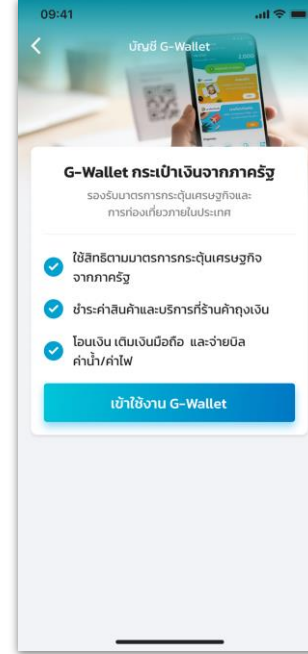 09:41
บัญชี G-Wallet
G-Wallet กระเป๋าเงินจากภาครัฐ
รองรับมาตรการกระตุ้นเศรษฐกิจและ
การท่องเที่ยวภายในประเทศ
ใช้สิทธิตามมาตรการกระตุ้นเศรษฐกิจ
จากภาครัฐ
ชำระค่าสินค้าและบริการที่ร้านค้าถุงเงิน
โอนเงิน เติมเงินมือถือ และจ่ายบิล
ค่าน้ำ/ค่าไฟ
เข้าใช้งาน G-Wallet